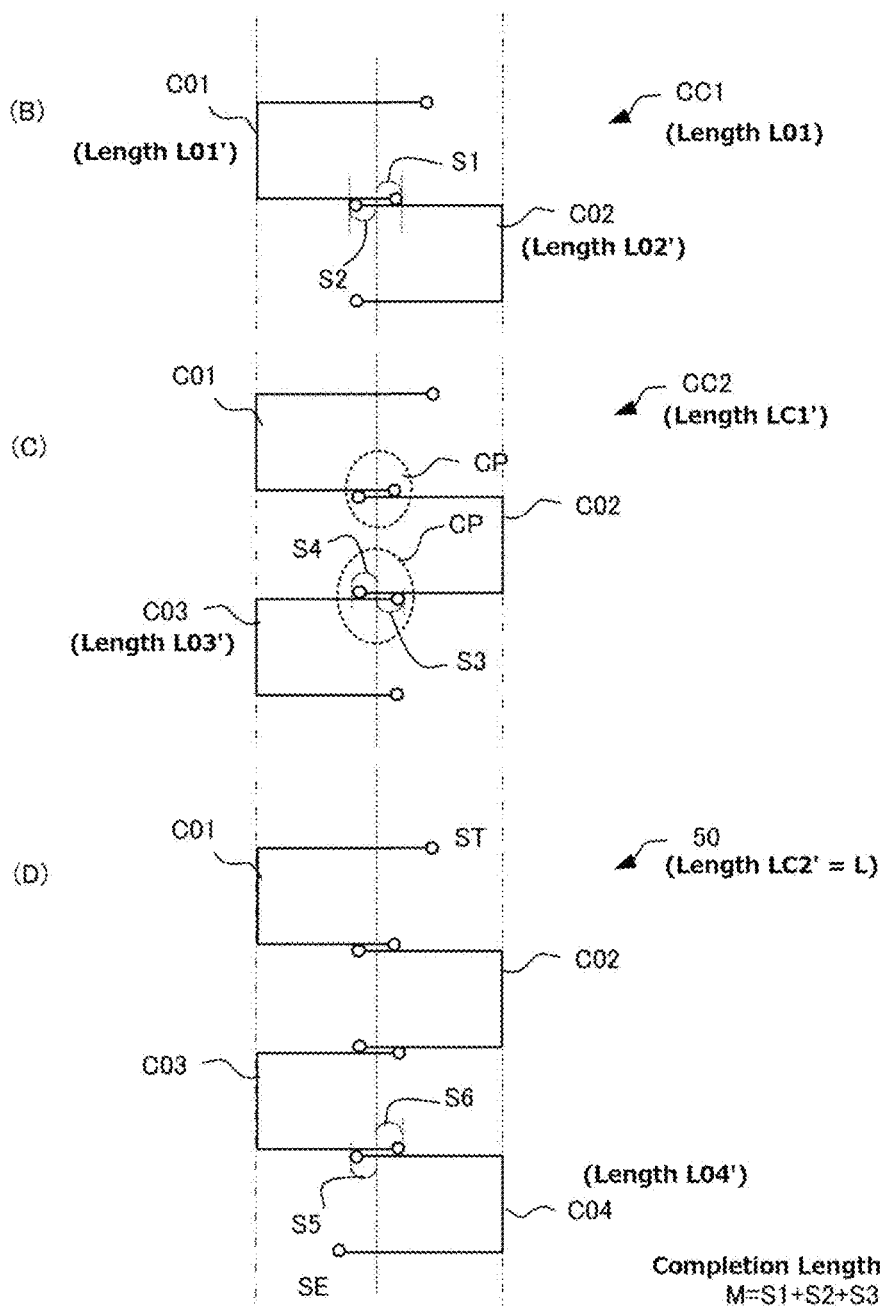 (B)
C01
(Length L01')
CC1
(Length L01)
S1
C02
(Length L02')
S2
(C)
C01
CC2
(Length LC1')
CP
C02
CP
S4
C03
(Length L03')
S3
(D)
C01
ST
50
(Length LC2' = L)
C02
C03
S6
(Length L04')
S5
C04
SE
Completion Length
M=S1+S2+S3